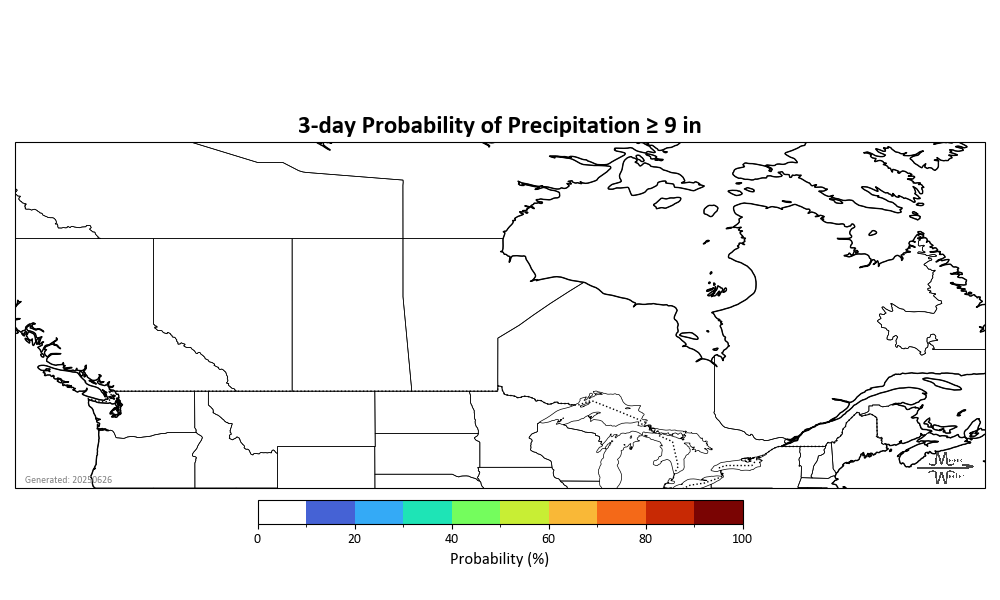 3-day Probability of Precipitation ≥ 9 in
Generated: 20250626
0 20 40 60 80 100
Probability (%)